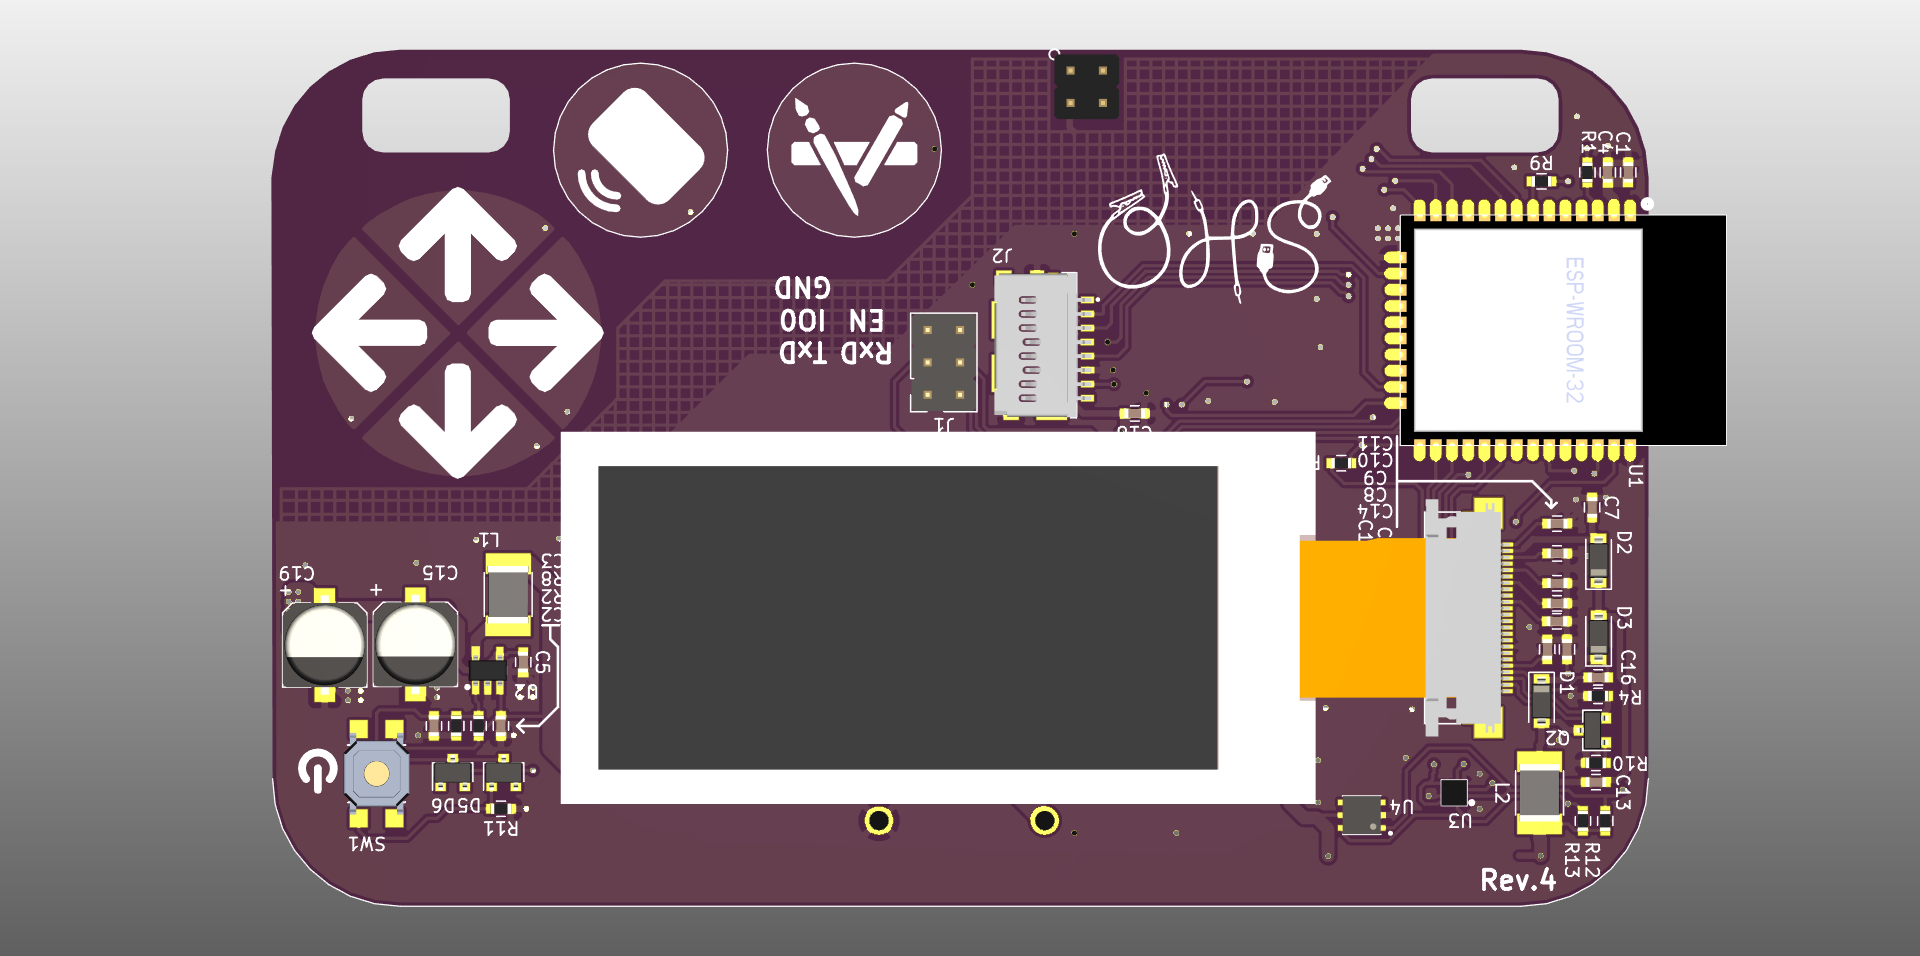 R1
C4
C1
R9
OHS
J2
GND
EN IO0
RxD TxD
ESP-WROOM-32
J1
C11
C10
C9
C8
C14
U1
C7
L1
D2
C19
C15
+
+
D3
C5
C16
D1
R4
Q2
R10
L2
C13
U4
U3
D5
D6
R11
SW1
R13
R12
Rev.4